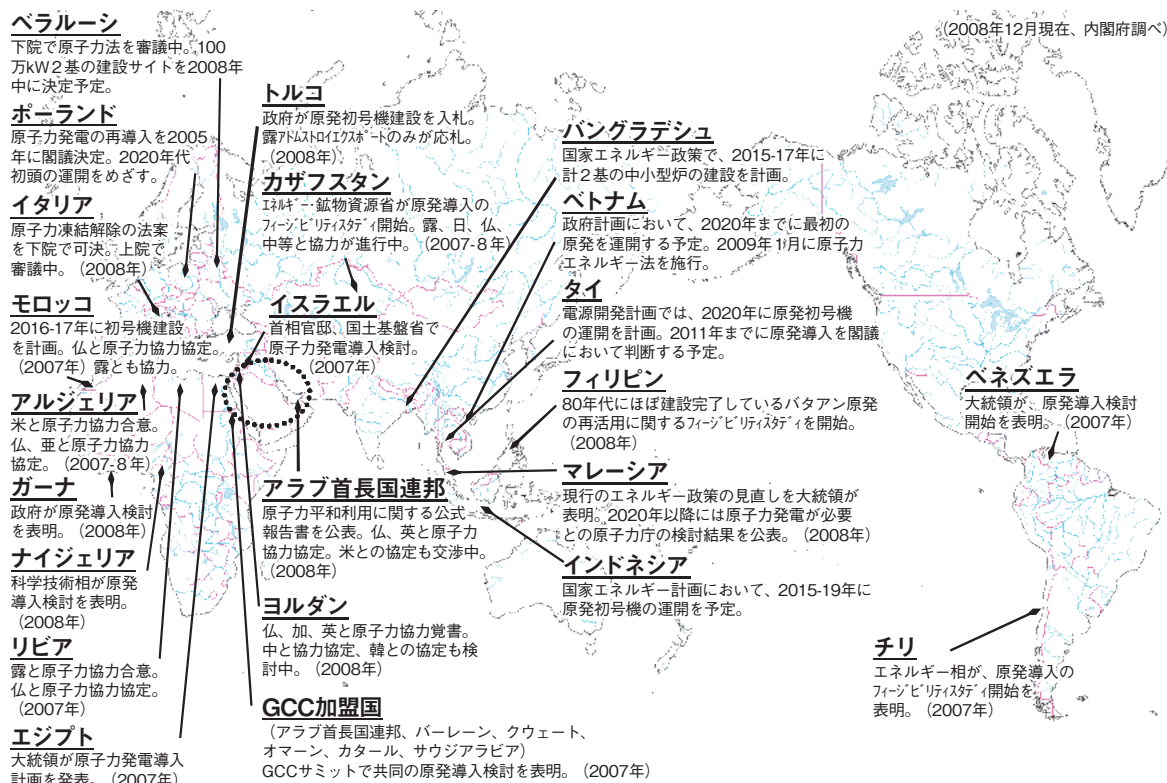 (2008年12月現在、内閣府調べ)
ベラルーシ
下院で原子力法を審議中。100
万kW２基の建設サイトを2008年
中に決定予定。
ポーランド
原子力発電の再導入を2005
年に閣議決定。2020年代
初頭の運開をめざす。
イタリア
原子力凍結解除の法案
を下院で可決。上院で
審議中。（2008年）
モロッコ
2016-17年に初号機建設
を計画。仏と原子力協力協定。
（2007年）露とも協力。
アルジェリア
米と原子力協力合意。
仏、亜と原子力協力
協定。（2007-８年）
ガーナ
政府が原発導入検討
を表明。（2008年）
ナイジェリア
科学技術相が原発
導入検討を表明。
（2008年）
リビア
露と原子力協力合意。
仏と原子力協力協定。
（2007年）
エジプト
大統領が原子力発電導入
計画を発表。（2007年）
トルコ
政府が原発初号機建設を入札。
露ｱﾄﾑｽﾄﾛｲｴｸｽﾎﾟｰﾄのみが応札。
（2008年）
カザフスタン
ｴﾈﾙｷﾞｰ･鉱物資源省が原発導入の
ﾌｨｰｼﾞﾋﾞﾘﾃｨｽﾀﾃﾞｨ開始。露、日、仏、
中等と協力が進行中。（2007-８年）
イスラエル
首相官邸、国土基盤省で
原子力発電導入検討。
（2007年）
アラブ首長国連邦
原子力平和利用に関する公式
報告書を公表。仏、英と原子力
協力協定。米との協定も交渉中。
（2008年）
ヨルダン
仏、加、英と原子力協力覚書。
中と協力協定、韓との協定も検
討中。（2008年）
GCC加盟国
（アラブ首長国連邦、バーレーン、クウェート、
オマーン、カタール、サウジアラビア）
GCCサミットで共同の原発導入検討を表明。（2007年）
バングラデシュ
国家エネルギー政策で、2015-17年に
計２基の中小型炉の建設を計画。
ベトナム
政府計画において、2020年までに最初の
原発を運開する予定。2009年１月に原子力
エネルギー法を施行。
タイ
電源開発計画では、2020年に原発初号機
の運開を計画。2011年までに原発導入を閣議
において判断する予定。
フィリピン
80年代にほぼ建設完了しているバタアン原発
の再活用に関するﾌｨｰｼﾞﾋﾞﾘﾃｨｽﾀﾃﾞｨを開始。
（2008年）
マレーシア
現行のエネルギー政策の見直しを大統領が
表明。2020年以降には原子力発電が必要
との原子力庁の検討結果を公表。（2008年）
インドネシア
国家エネルギー計画において、2015-19年に
原発初号機の運開を予定。
ベネズエラ
大統領が、原発導入検討
開始を表明。（2007年）
チリ
エネルギー相が、原発導入の
ﾌｨｰｼﾞﾋﾞﾘﾃｨｽﾀﾃﾞｨ開始を
表明。（2007年）